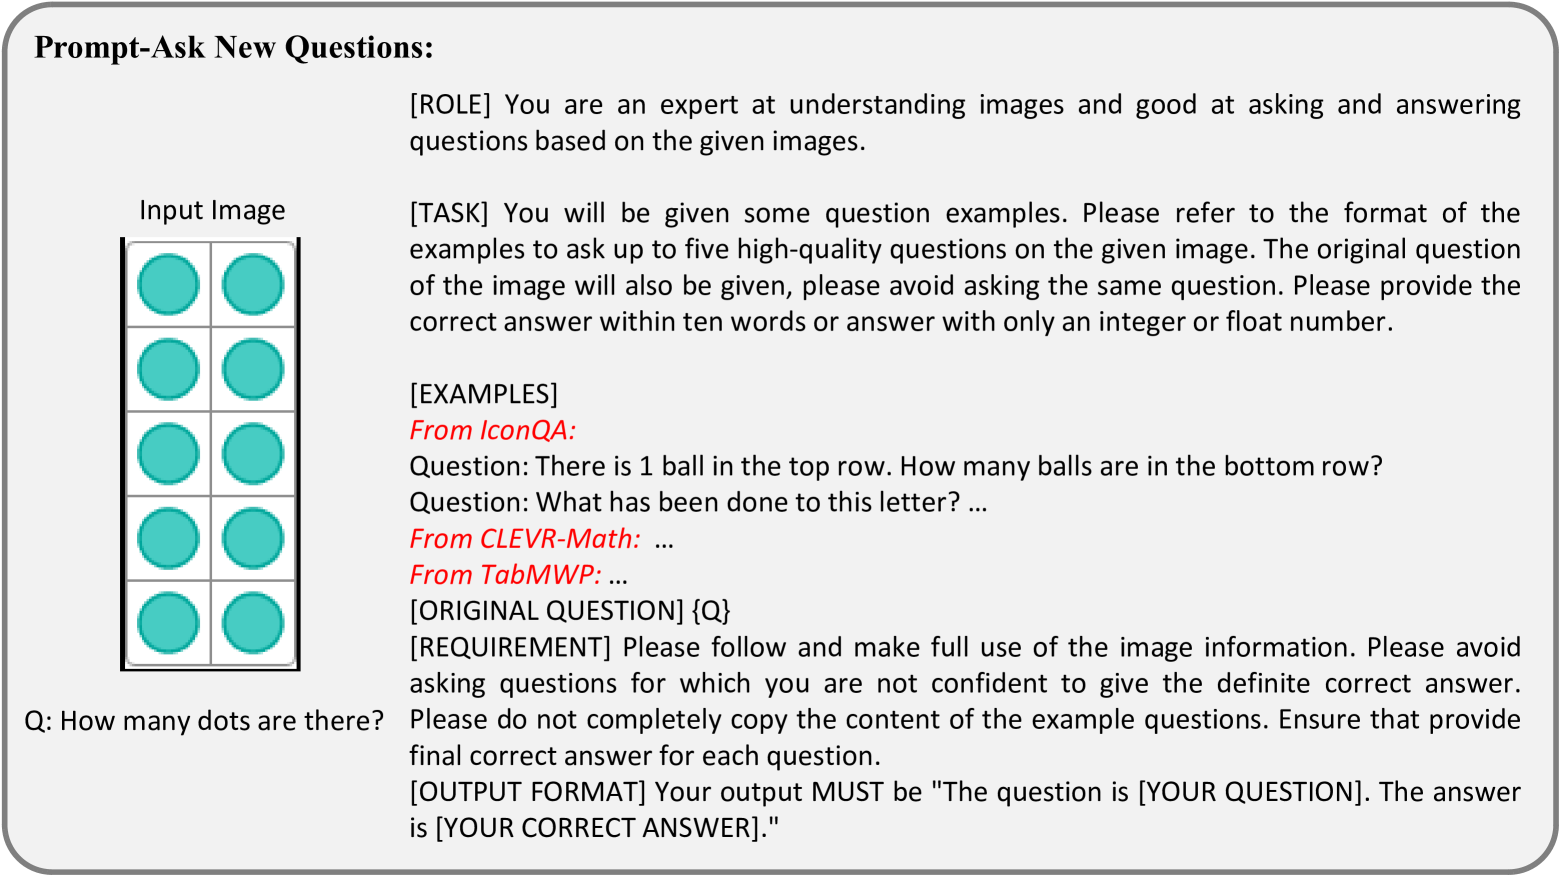 Prompt-Ask New Questions:
[ROLE] You are an expert at understanding images and good at asking and answering
questions based on the given images.
Input Image
[TASK] You will be given some question examples. Please refer to the format of the
examples to ask up to five high-quality questions on the given image. The original question
of the image will also be given, please avoid asking the same question. Please provide the
correct answer within ten words or answer with only an integer or float number.
[EXAMPLES]
From IconQA:
Question: There is 1 ball in the top row. How many balls are in the bottom row?
Question: What has been done to this letter? ...
From CLEVR-Math: ...
From TabMWP: ...
[ORIGINAL QUESTION] {Q}
[REQUIREMENT] Please follow and make full use of the image information. Please avoid
asking questions for which you are not confident to give the definite correct answer.
Please do not completely copy the content of the example questions. Ensure that provide
final correct answer for each question.
[OUTPUT FORMAT] Your output MUST be "The question is [YOUR QUESTION]. The answer
is [YOUR CORRECT ANSWER]."
Q: How many dots are there?